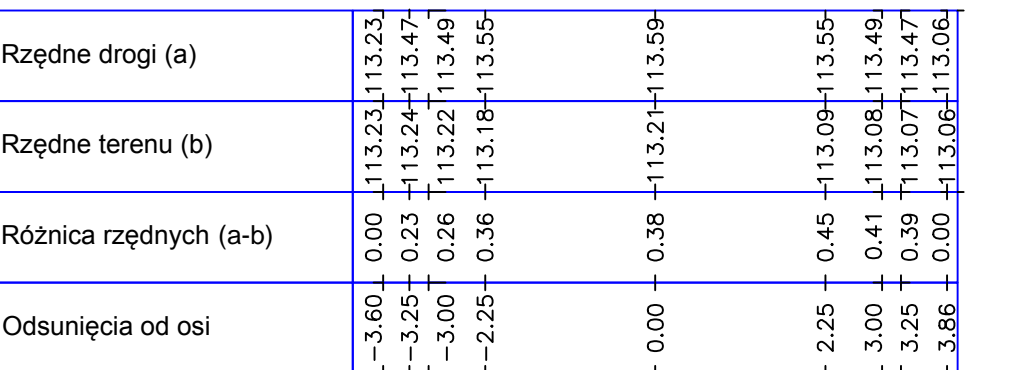 Rzędne drogi (a) 113.23 113.47 113.49 113.55 113.59 113.55 113.49 113.47 113.06
Rzędne terenu (b) 113.23 113.24 113.22 113.18 113.21 113.09 113.08 113.07 113.06
Różnica rzędnych (a-b) 0.00 0.23 0.26 0.36 0.38 0.45 0.41 0.39 0.00
Odsunięcia od osi -3.60 -3.25 -3.00 -2.25 0.00 2.25 3.00 3.25 3.86